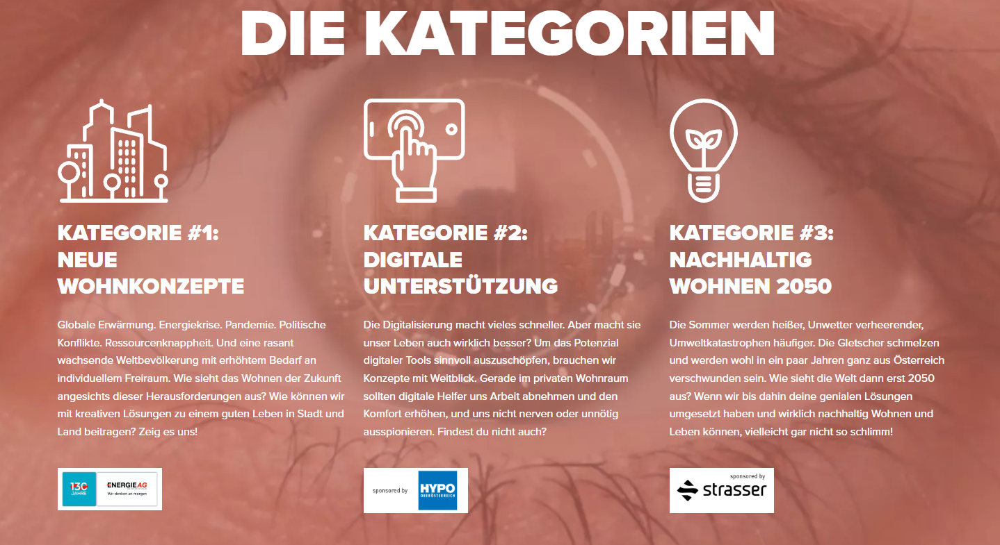 DIE KATEGORIEN
KATEGORIE #1:
NEUE
WOHNKONZEPTE
Globale Erwärmung. Energiekrise. Pandemie. Politische
Konflikte. Ressourcenknappheit. Und eine rasant
wachsende Weltbevölkerung mit erhöhtem Bedarf an
individuellem Freiraum. Wie sieht das Wohnen der Zukunft
angesichts dieser Herausforderungen aus? Wie können wir
mit kreativen Lösungen zu einem guten Leben in Stadt und
Land beitragen? Zeig es uns!
130
JAHRE
ENERGIE AG
Wir denken an morgen
KATEGORIE #2:
DIGITALE
UNTERSTÜTZUNG
Die Digitalisierung macht vieles schneller. Aber macht sie
unser Leben auch wirklich besser? Um das Potenzial
digitaler Tools sinnvoll auszuschöpfen, brauchen wir
Konzepte mit Weitblick. Gerade im privaten Wohnraum
sollten digitale Helfer uns Arbeit abnehmen und den
Komfort erhöhen, und uns nicht nerven oder unnötig
ausspionieren. Findest du nicht auch?
sponsored by
HYPO
OBERÖSTERREICH
KATEGORIE #3:
NACHHALTIG
WOHNEN 2050
Die Sommer werden heißer, Unwetter verheerender,
Umweltkatastrophen häufiger. Die Gletscher schmelzen
und werden wohl in ein paar Jahren ganz aus Österreich
verschwunden sein. Wie sieht die Welt dann erst 2050
aus? Wenn wir bis dahin deine genialen Lösungen
umgesetzt haben und wirklich nachhaltig Wohnen und
Leben können, vielleicht gar nicht so schlimm!
sponsored by
strasser